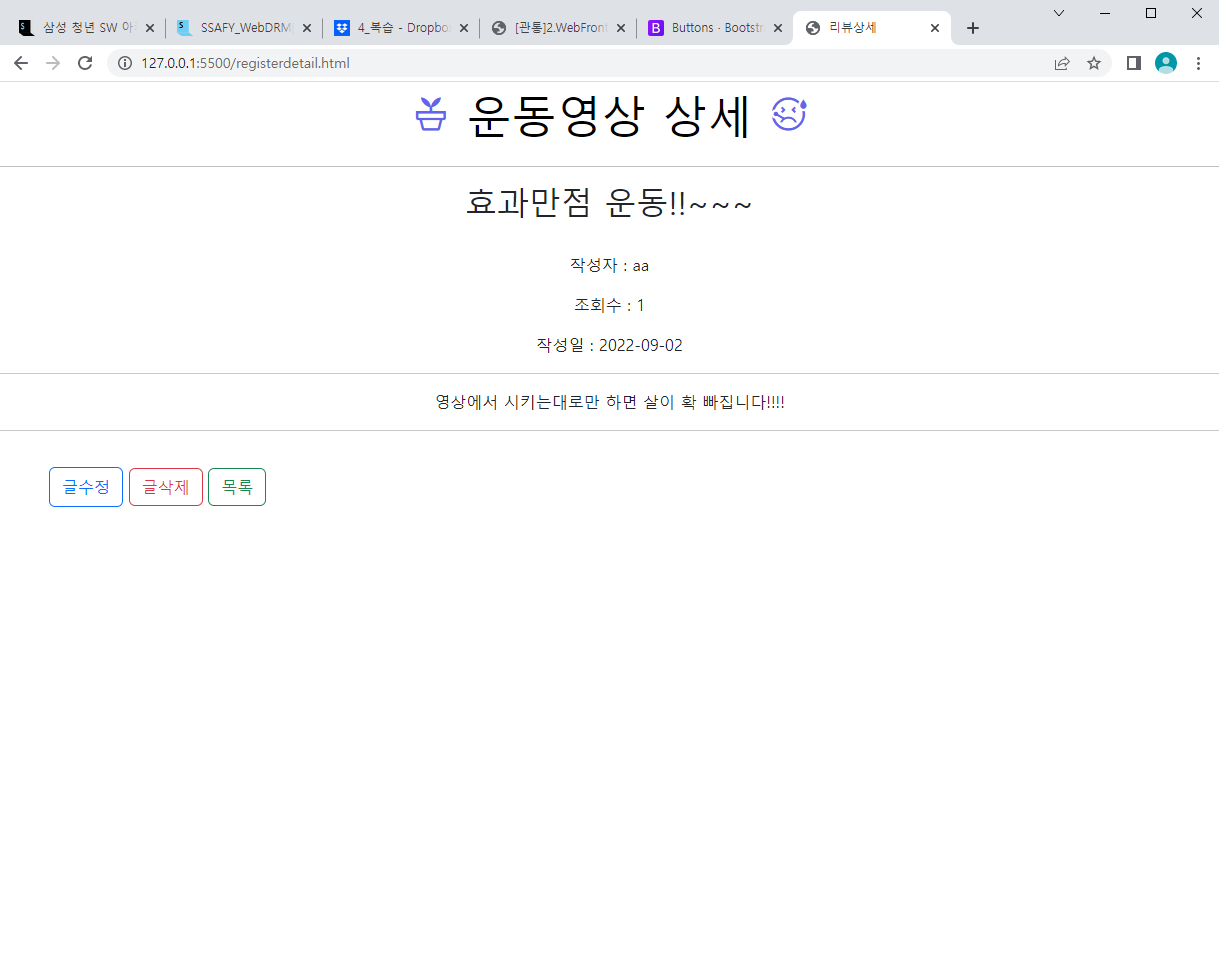 삼성 청년 SW 아
SSAFY_WebDRM
4_복습 - Dropbo
[관통]2.WebFront
Buttons · Bootstr
리뷰상세
127.0.0.1:5500/registerdetail.html
운동영상 상세
효과만점 운동!!~~~
작성자 : aa
조회수 : 1
작성일 : 2022-09-02
영상에서 시키는대로만 하면 살이 확 빠집니다!!!!
글수정 글삭제 목록